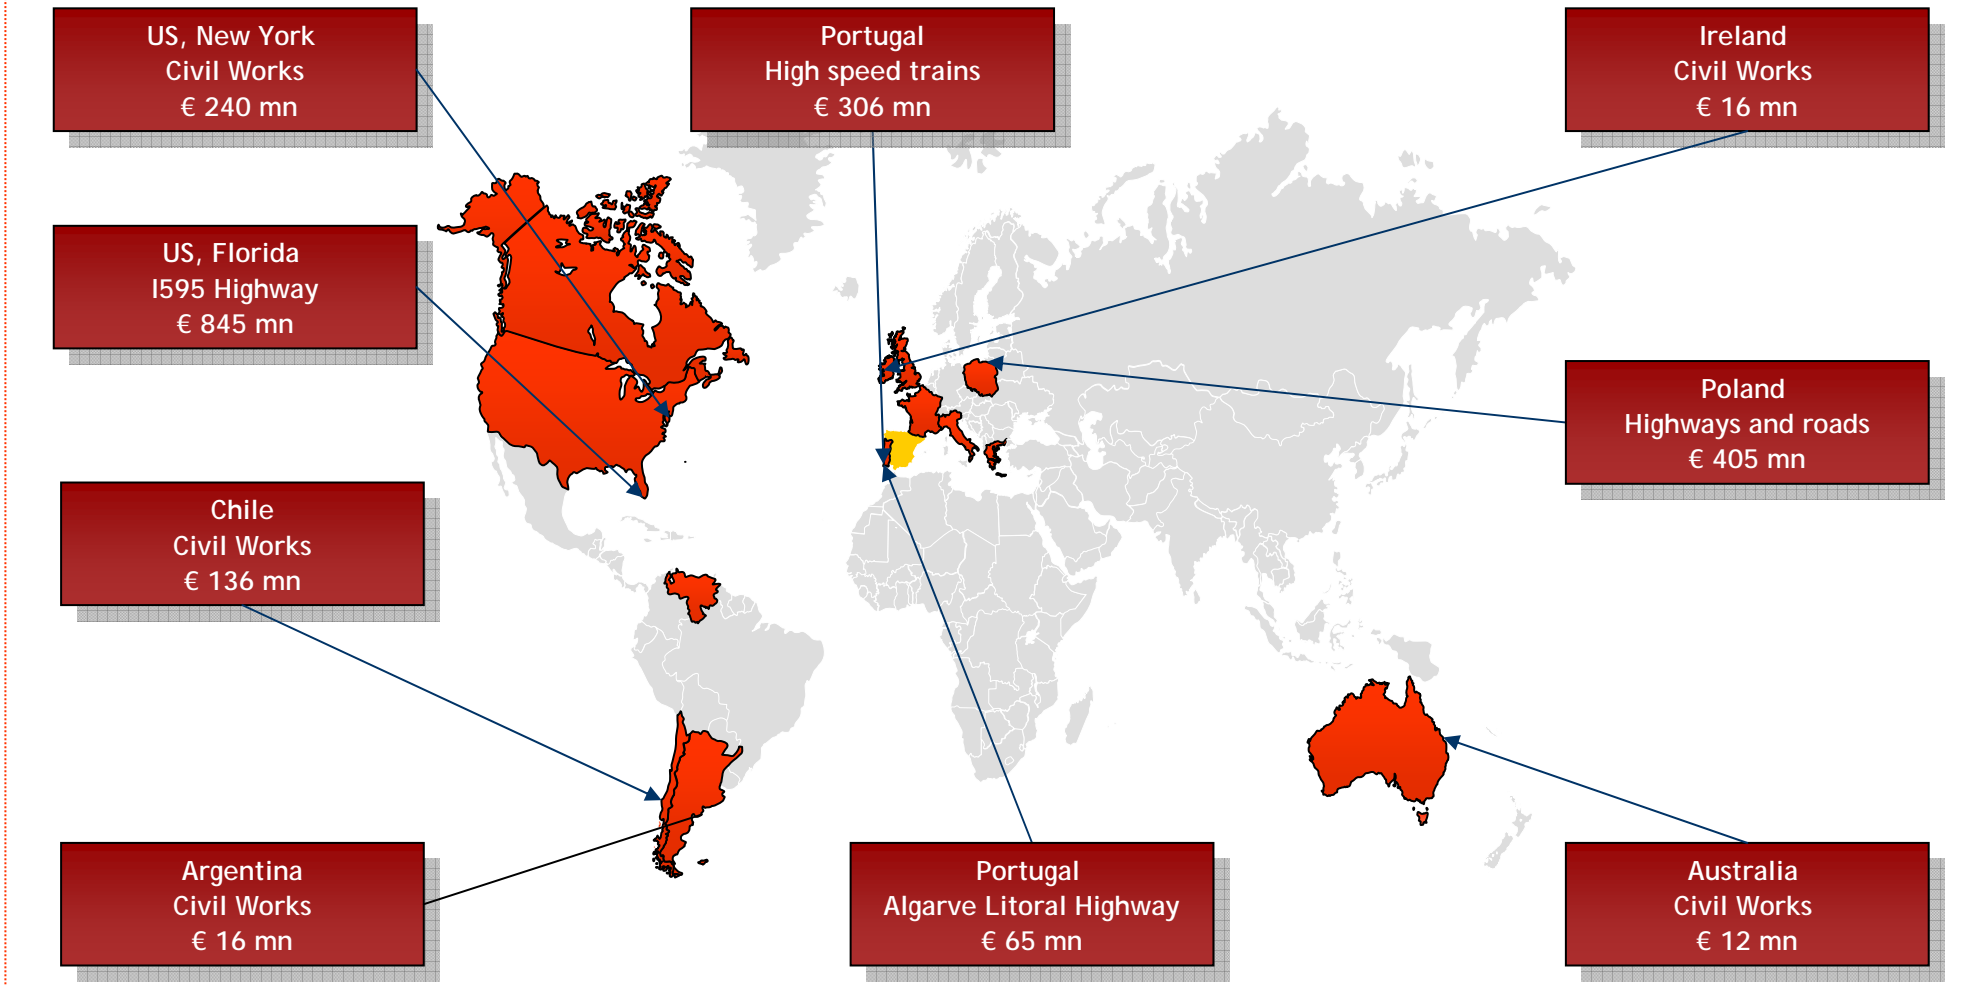 US, New York
Civil Works
€ 240 mn
Portugal
High speed trains
€ 306 mn
Ireland
Civil Works
€ 16 mn
US, Florida
I595 Highway
€ 845 mn
Poland
Highways and roads
€ 405 mn
Chile
Civil Works
€ 136 mn
Argentina
Civil Works
€ 16 mn
Portugal
Algarve Litoral Highway
€ 65 mn
Australia
Civil Works
€ 12 mn